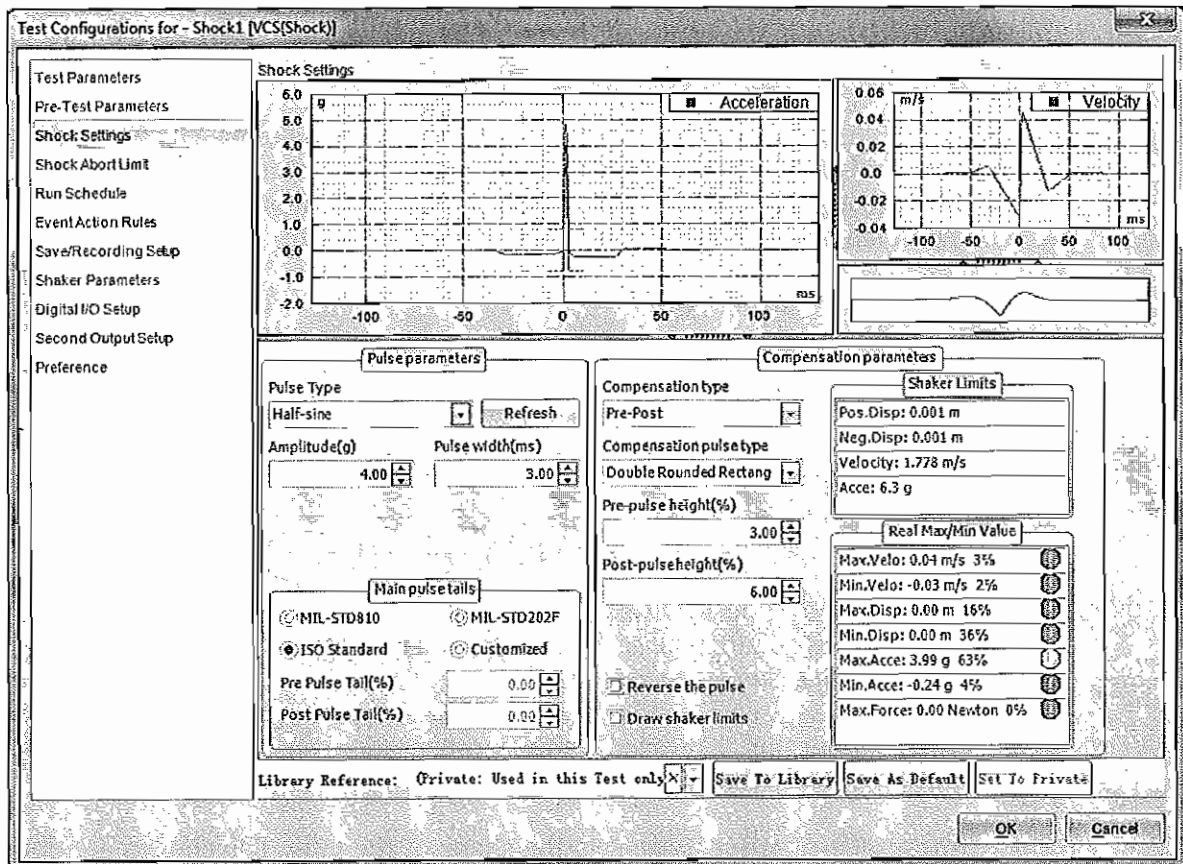 Test Configurations for - Shock1 [VCS(Shock)]
Test Parameters
Pre-Test Parameters
Shock Settings
Shock Abort Limit
Run Schedule
Event Action Rules
Save/Recording Setup
Shaker Parameters
Digital I/O Setup
Second Output Setup
Preference
Shock Settings
6.0
5.0
4.0
3.0
2.0
1.0
0.0
-1.0
-2.0
g
Acceleration
-100
-50
0
50
100
ms
0.06
0.04
0.02
0.0
-0.02
-0.04
m/s
Velocity
-100
-50
0
50
100
ms
Pulse parameters
Pulse Type
Half-sine
Refresh
Amplitude(g)
Pulse width(ms)
4.00
3.00
Main pulse tails
MIL-STD810
MIL-STD202F
ISO Standard
Customized
Pre Pulse Tail(%)
0.00
Post Pulse Tail(%)
0.00
Compensation parameters
Compensation type
Pre-Post
Compensation pulse type
Double Rounded Rectang
Pre-pulse height(%)
3.00
Post-pulse height(%)
6.00
Reverse the pulse
Draw shaker limits
Shaker Limits
Pos.Disp: 0.001 m
Neg.Disp: 0.001 m
Velocity: 1.778 m/s
Acce: 6.3 g
Real Max/Min Value
Max.Velo: 0.04 m/s 3%
Min.Velo: -0.03 m/s 2%
Max.Disp: 0.00 m 16%
Min.Disp: 0.00 m 36%
Max.Acce: 3.99 g 63%
Min.Acce: -0.24 g 4%
Max.Force: 0.00 Newton 0%
Library Reference: (Private: Used in this Test only)
Save To Library
Save As Default
Set To Private
OK
Cancel